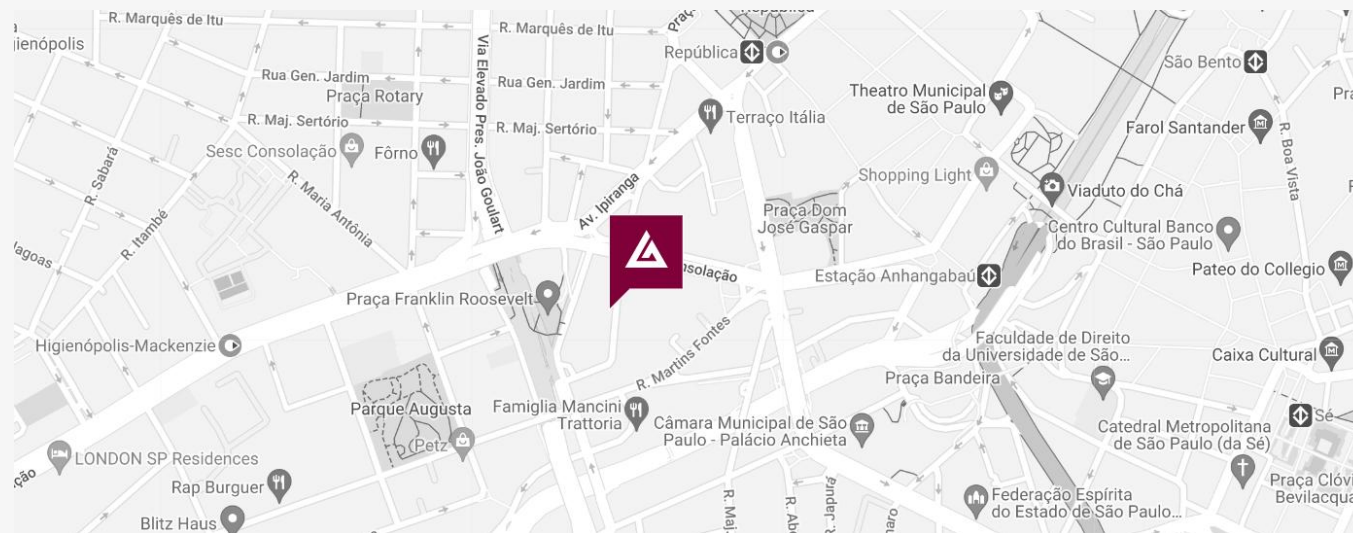 R. Marquês de Itu
R. Marquês de Itu
República
República
São Bento
Rua Gen. Jardim
Praça Rotary
Rua Gen. Jardim
Theatro Municipal
de São Paulo
R. Maj. Sertório
R. Maj. Sertório
Terraço Itália
Farol Santander
Sesc Consolação
Fôrno
R. Boa Vista
Via Elevado Pres. João Goulart
R. Sabará
R. Maria Antônia
R. Itambé
Av. Ipiranga
Shopping Light
Viaduto do Chá
Praça Dom
José Gaspar
Centro Cultural Banco
do Brasil - São Paulo
Pateo do Collegio
Estação Anhangabaú
Praça Franklin Roosevelt
Higienópolis-Mackenzie
R. Martins Fontes
Faculdade de Direito
da Universidade de São...
Caixa Cultural
Praça Bandeira
Parque Augusta
Petz
Famiglia Mancini
Trattoria
Câmara Municipal de São
Paulo - Palácio Anchieta
Sé
Catedral Metropolitana
de São Paulo (da Sé)
LONDON SP Residences
Rap Burguer
Blitz Haus
Federação Espírita
do Estado de São Paulo...
Praça Clóvi
Bevilacqua
R. Maj.
R. Abo
R. Japurá